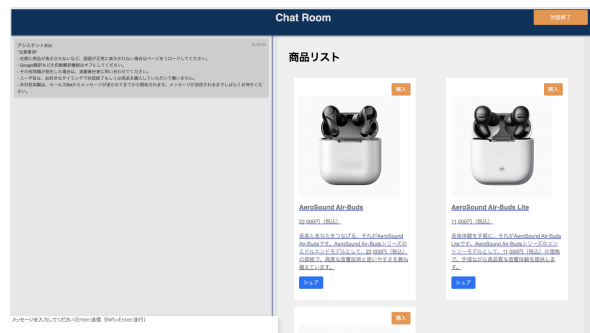 Chat Room
対話終了
アシスタントBot
*注意事項*
- 右側に商品が表示されないなど、画面が正常に表示されない場合はページをリロードしてください。
- Google翻訳などの自動翻訳機能はオフにしてください。
- その他問題が発生した場合は、実験責任者に問い合わせてください。
- ユーザ役は、お好きなタイミングで対話終了もしくは商品を購入していただいて構いません。
- 本対話実験は、セールスBotからメッセージが送られてきてから開始されます。メッセージが送信されるまでしばらくお待ちくだ
さい。
商品リスト
購入
AeroSound Air-Buds
22,000円（税込）
音楽とあなたをつなげる、それがAeroSound
Air-Budsです。AeroSound Air-Budsシリーズの
ミドルエンドモデルとして、22,000円（税込）
の価格で、高度な音響技術と使いやすさを兼ね
備えています。
シェア
購入
AeroSound Air-Buds Lite
11,000円（税込）
音楽体験を手軽に、それがAeroSound Air-Buds
Liteです。AeroSound Air-Budsシリーズのエン
トリーモデルとして、11,000円（税込）の価格
で、手頃ながら高品質な音響体験を提供しま
す。
シェア
購入
購入
メッセージを入力してください(Enter:送信 Shift+Enter:改行)